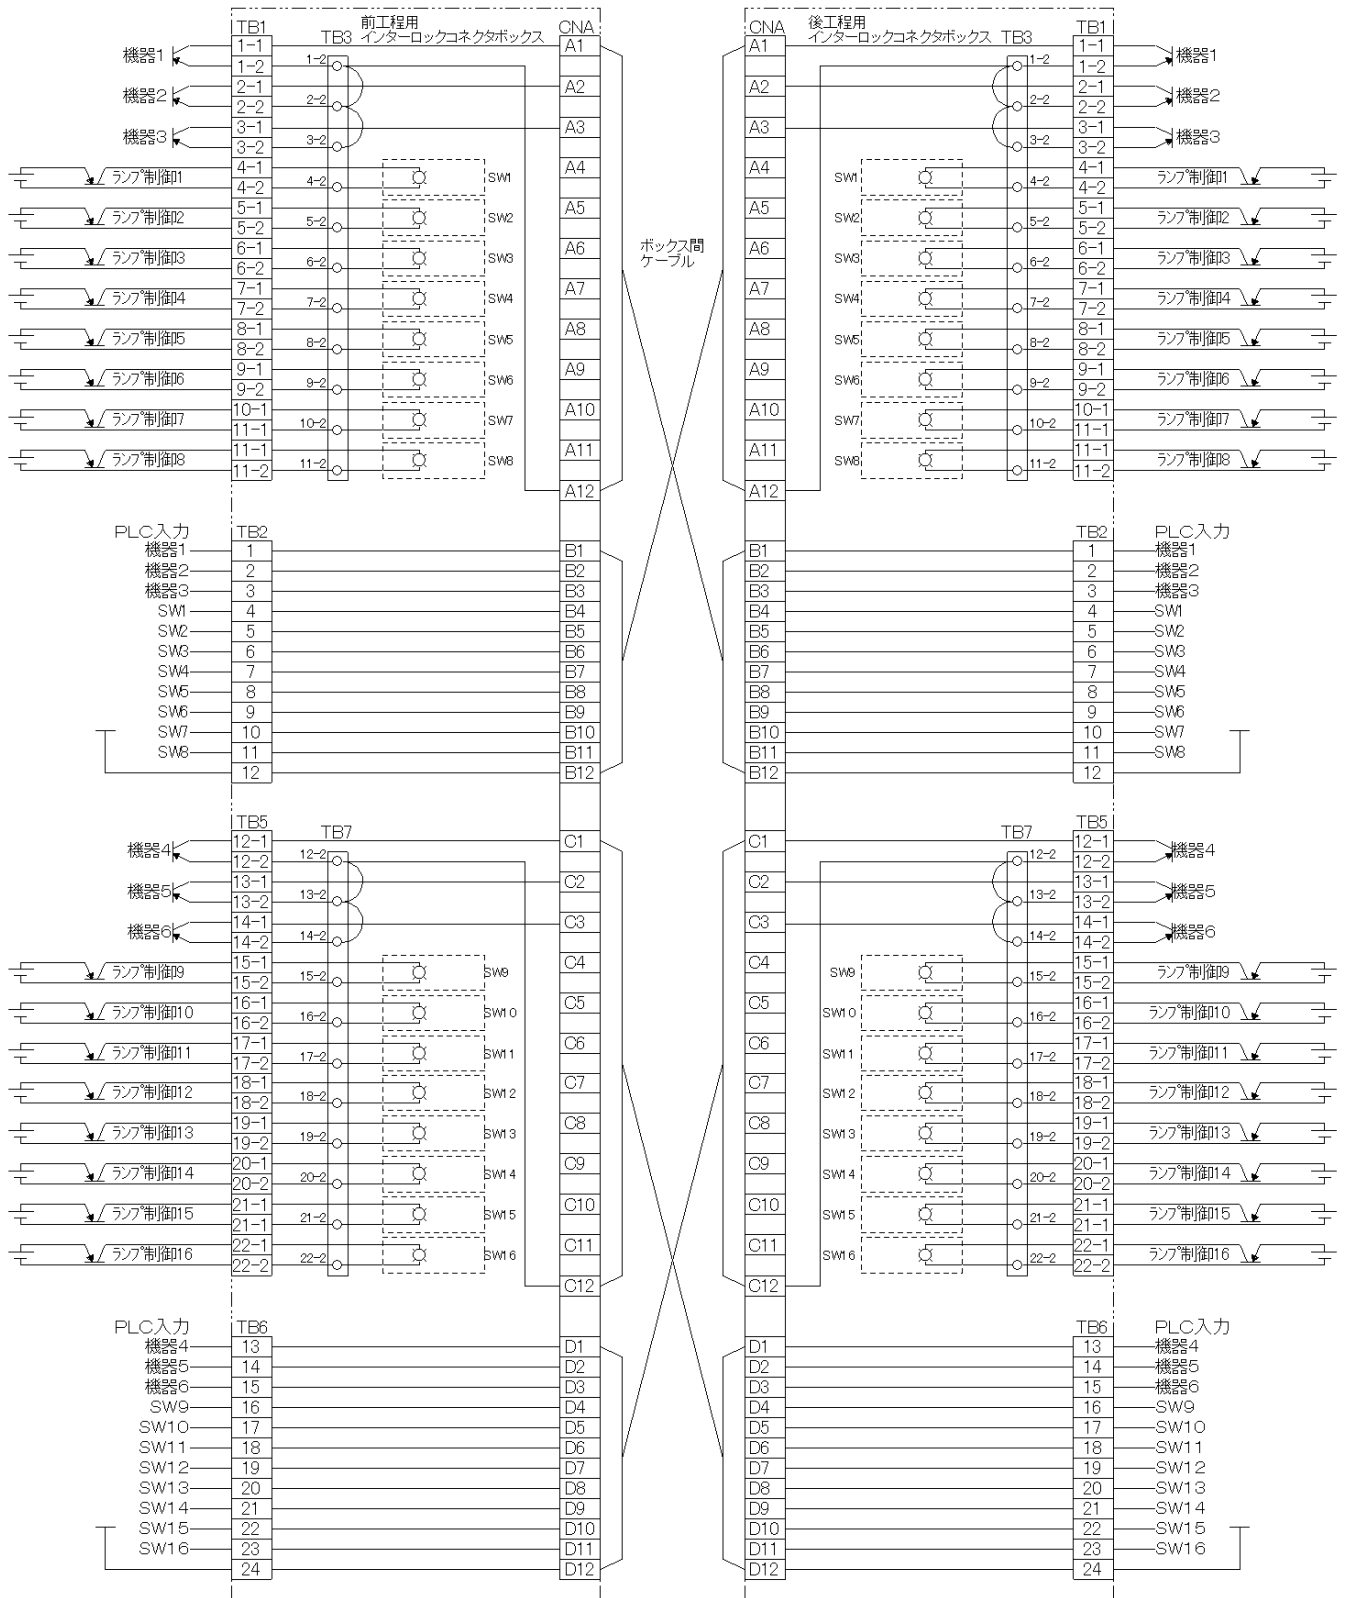 TB1 前工程用 CNA CNA 後工程用 TB1
TB3 インターロックコネクタボックス インターロックコネクタボックス TB3
機器1 1-1 A1 A1 1-1 機器1
1-2 1-2 1-2 1-2
機器2 2-1 A2 A2 2-1 機器2
2-2 2-2 2-2 2-2
機器3 3-1 A3 A3 3-1 機器3
3-2 3-2 3-2 3-2
ランプ制御1 4-1 SW1 A4 A4 SW1 4-1 ランプ制御1
4-2 4-2 4-2 4-2
ランプ制御2 5-1 SW2 A5 A5 SW2 5-1 ランプ制御2
5-2 5-2 5-2 5-2
ボックス間
ケーブル
ランプ制御3 6-1 SW3 A6 A6 SW3 6-1 ランプ制御3
6-2 6-2 6-2 6-2
ランプ制御4 7-1 SW4 A7 A7 SW4 7-1 ランプ制御4
7-2 7-2 7-2 7-2
ランプ制御5 8-1 SW5 A8 A8 SW5 8-1 ランプ制御5
8-2 8-2 8-2 8-2
ランプ制御6 9-1 SW6 A9 A9 SW6 9-1 ランプ制御6
9-2 9-2 9-2 9-2
ランプ制御7 10-1 SW7 A10 A10 SW7 10-1 ランプ制御7
11-1 10-2 10-2 11-1
ランプ制御8 11-1 SW8 A11 A11 SW8 11-1 ランプ制御8
11-2 11-2 11-2 11-2
A12 A12
PLC入力 TB2 TB2 PLC入力
機器1 1 B1 B1 1 機器1
機器2 2 B2 B2 2 機器2
機器3 3 B3 B3 3 機器3
SW1 4 B4 B4 4 SW1
SW2 5 B5 B5 5 SW2
SW3 6 B6 B6 6 SW3
SW4 7 B7 B7 7 SW4
SW5 8 B8 B8 8 SW5
SW6 9 B9 B9 9 SW6
SW7 10 B10 B10 10 SW7
SW8 11 B11 B11 11 SW8
12 B12 B12 12
TB5 TB7 TB7 TB5
機器4 12-1 C1 C1 12-1 機器4
12-2 12-2 12-2 12-2
機器5 13-1 C2 C2 13-1 機器5
13-2 13-2 13-2 13-2
機器6 14-1 C3 C3 14-1 機器6
14-2 14-2 14-2 14-2
ランプ制御9 15-1 SW9 C4 C4 SW9 15-1 ランプ制御9
15-2 15-2 15-2 15-2
ランプ制御10 16-1 SW10 C5 C5 SW10 16-1 ランプ制御10
16-2 16-2 16-2 16-2
ランプ制御11 17-1 SW11 C6 C6 SW11 17-1 ランプ制御11
17-2 17-2 17-2 17-2
ランプ制御12 18-1 SW12 C7 C7 SW12 18-1 ランプ制御12
18-2 18-2 18-2 18-2
ランプ制御13 19-1 SW13 C8 C8 SW13 19-1 ランプ制御13
19-2 19-2 19-2 19-2
ランプ制御14 20-1 SW14 C9 C9 SW14 20-1 ランプ制御14
20-2 20-2 20-2 20-2
ランプ制御15 21-1 SW15 C10 C10 SW15 21-1 ランプ制御15
21-1 21-2 21-2 21-1
ランプ制御16 22-1 SW16 C11 C11 SW16 22-1 ランプ制御16
22-2 22-2 22-2 22-2
C12 C12
PLC入力 TB6 TB6 PLC入力
機器4 13 D1 D1 13 機器4
機器5 14 D2 D2 14 機器5
機器6 15 D3 D3 15 機器6
SW9 16 D4 D4 16 SW9
SW10 17 D5 D5 17 SW10
SW11 18 D6 D6 18 SW11
SW12 19 D7 D7 19 SW12
SW13 20 D8 D8 20 SW13
SW14 21 D9 D9 21 SW14
SW15 22 D10 D10 22 SW15
SW16 23 D11 D11 23 SW16
24 D12 D12 24